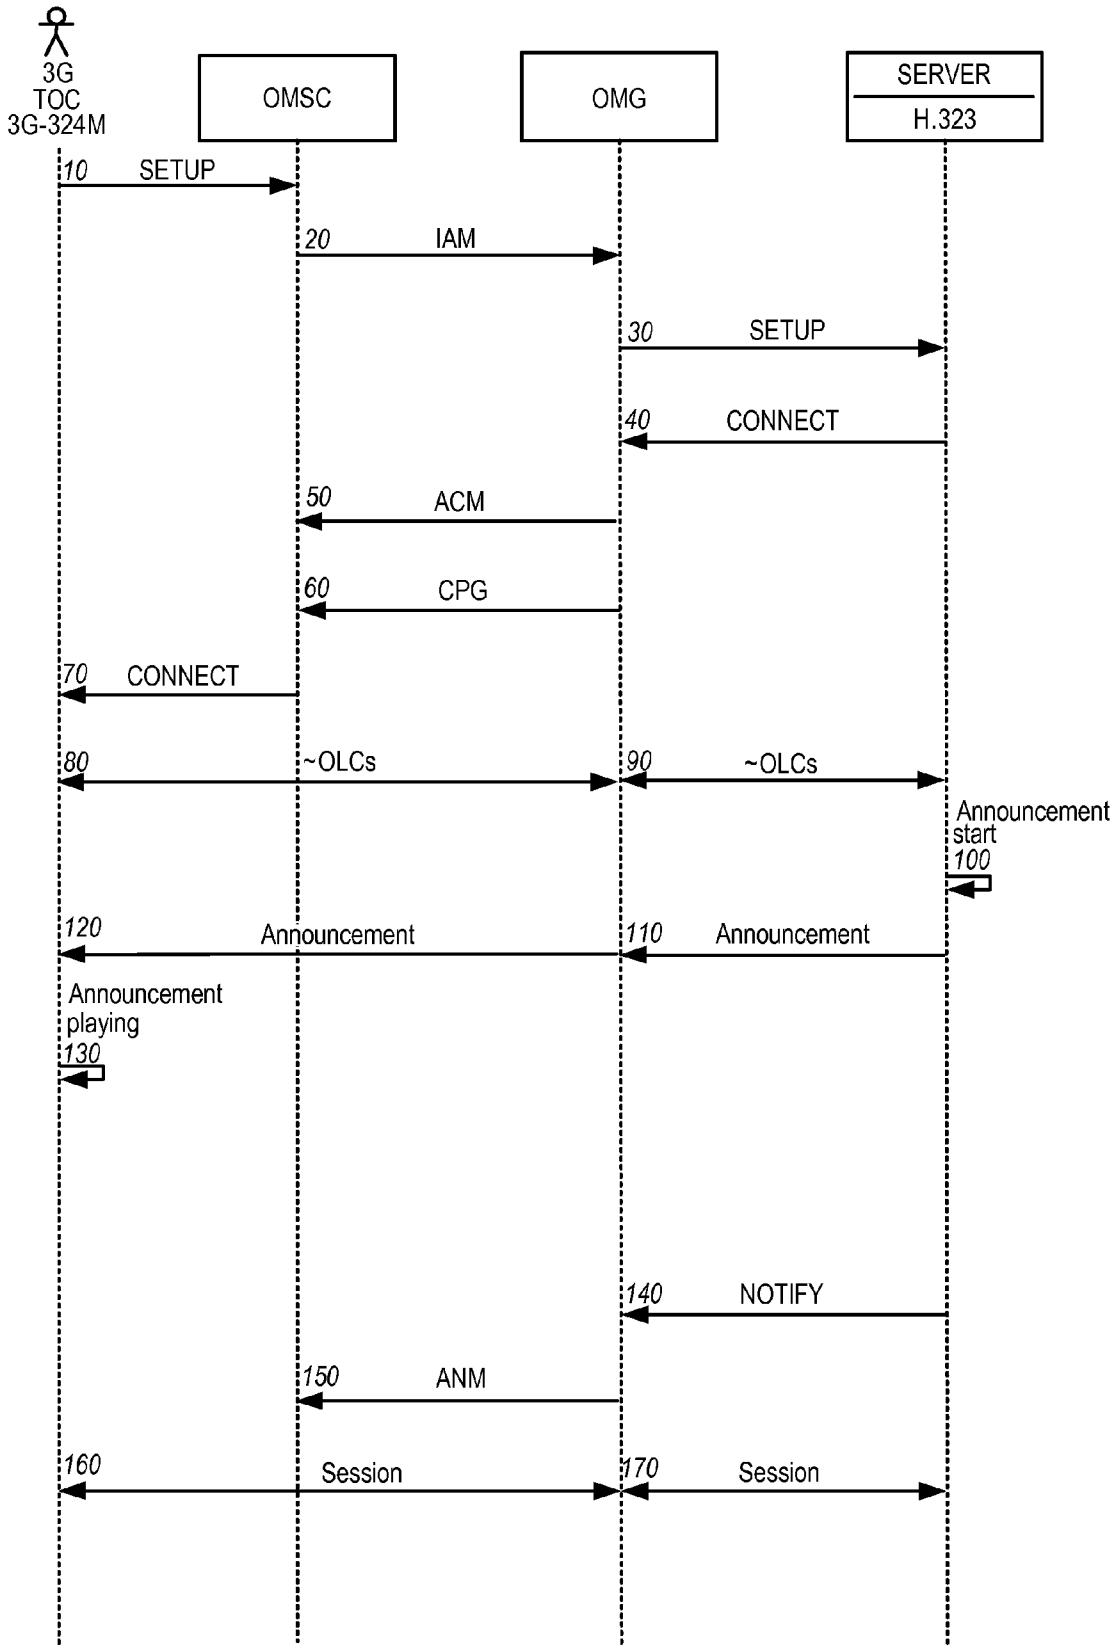 3G
TOC
3G-324M
OMSC
OMG
SERVER
H.323
10 SETUP
20 IAM
30 SETUP
40 CONNECT
50 ACM
60 CPG
70 CONNECT
80 ~OLCs
90 ~OLCs
Announcement
start
100
120 Announcement
110 Announcement
Announcement
playing
130
140 NOTIFY
150 ANM
160 Session
170 Session